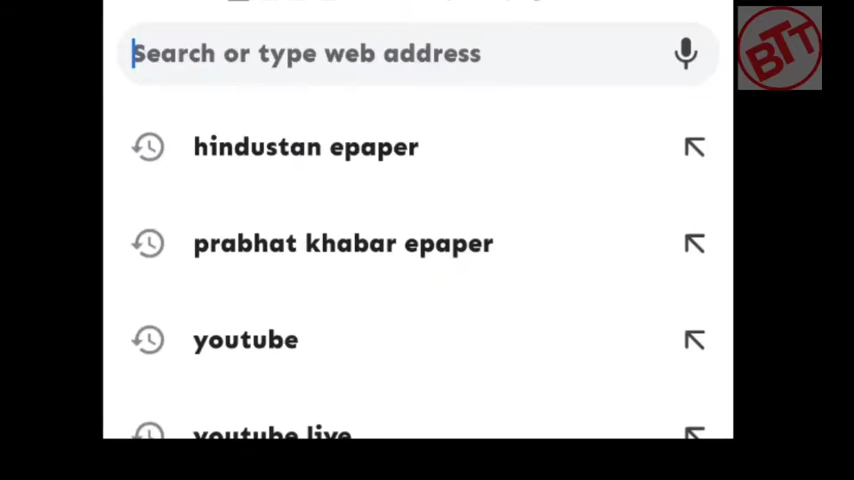 Search or type web address
BTT
hindustan epaper
prabhat khabar epaper
youtube
youtube live